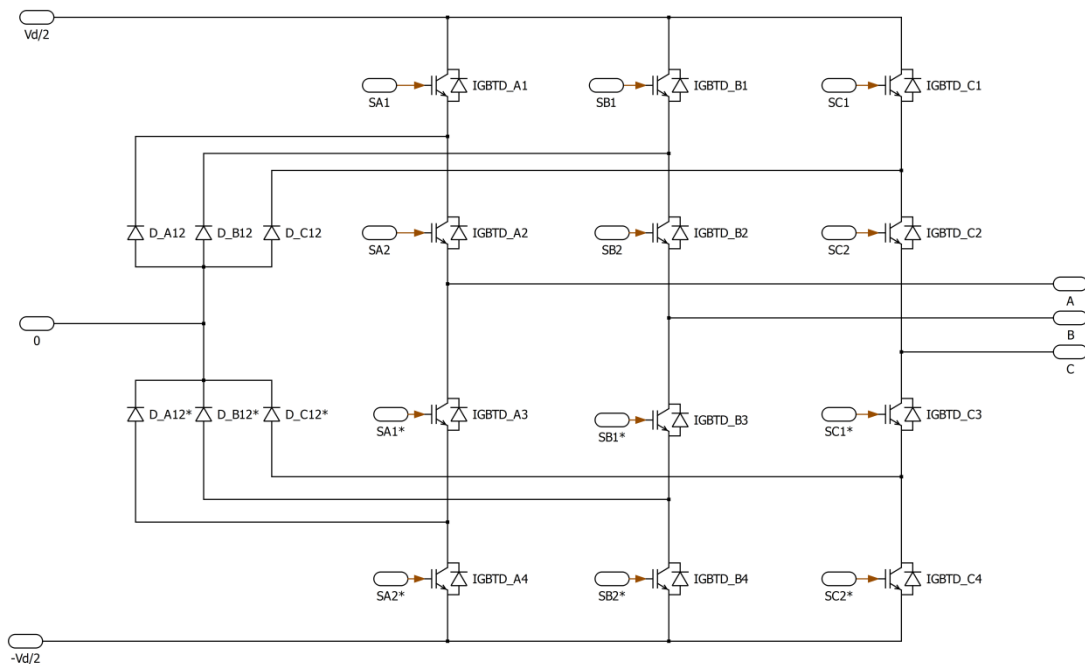 Vd/2
SA1
IGBTD_A1
SB1
IGBTD_B1
SC1
IGBTD_C1
D_A12
D_B12
D_C12
SA2
IGBTD_A2
SB2
IGBTD_B2
SC2
IGBTD_C2
A
B
C
0
D_A12*
D_B12*
D_C12*
SA1*
IGBTD_A3
SB1*
IGBTD_B3
SC1*
IGBTD_C3
SA2*
IGBTD_A4
SB2*
IGBTD_B4
SC2*
IGBTD_C4
-Vd/2